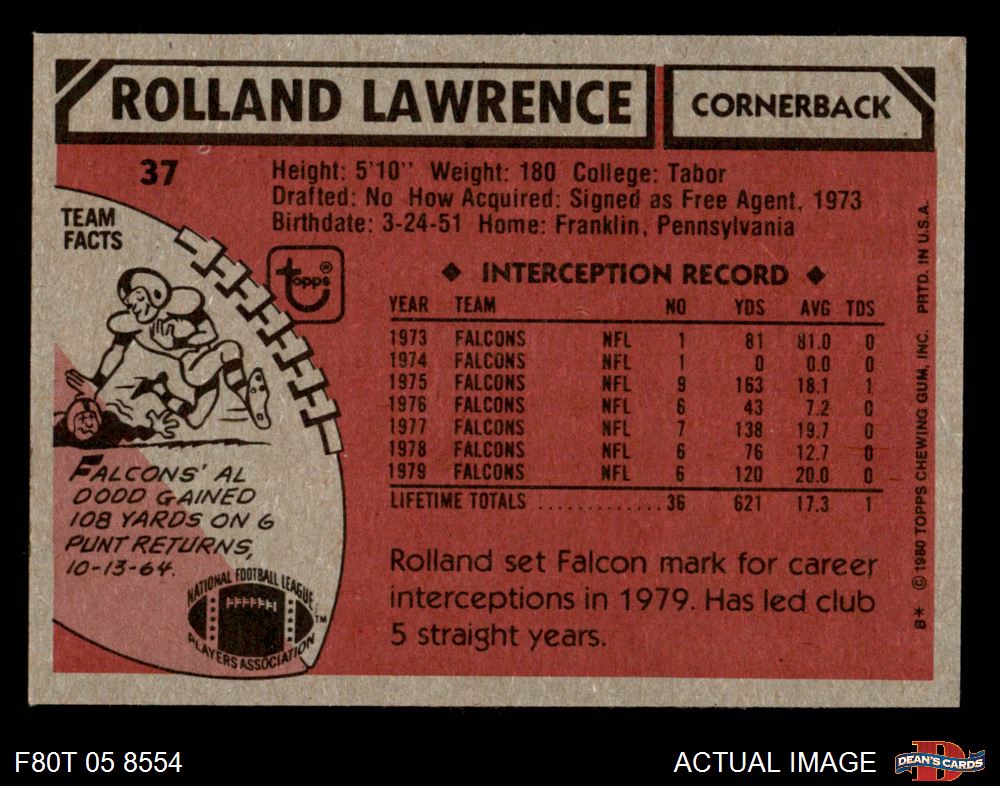 ROLLAND LAWRENCE
CORNERBACK
37
Height: 5'10" Weight: 180 College: Tabor
Drafted: No How Acquired: Signed as Free Agent, 1973
Birthdate: 3-24-51 Home: Franklin, Pennsylvania
TEAM
FACTS
topps®
◆ INTERCEPTION RECORD ◆
YEAR TEAM NO YDS AVG TDS
1973 FALCONS NFL 1 81 81.0 0
1974 FALCONS NFL 1 0 0.0 0
1975 FALCONS NFL 9 163 18.1 1
1976 FALCONS NFL 6 43 7.2 0
1977 FALCONS NFL 7 138 19.7 0
1978 FALCONS NFL 6 76 12.7 0
1979 FALCONS NFL 6 120 20.0 0
LIFETIME TOTALS ............. 36 621 17.3 1
FALCONS' AL
DODD GAINED
108 YARDS ON 6
PUNT RETURNS,
10-13-64.
NATIONAL FOOTBALL LEAGUE
PLAYERS ASSOCIATION
TM
Rolland set Falcon mark for career
interceptions in 1979. Has led club
5 straight years.
B* © 1980 TOPPS CHEWING GUM, INC. PRTD. IN U.S.A.
F80T 05 8554
ACTUAL IMAGE
D
DEAN'S CARDS